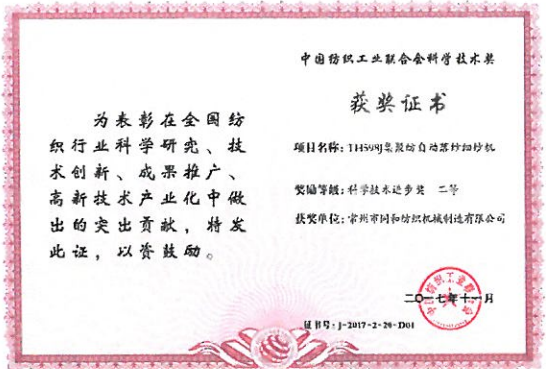 为表彰在全国纺
织行业科学研究、技
术创新、成果推广、
高新技术产业化中做
出的突出贡献，特发
此证，以资鼓励。
中国纺织工业联合会科学技术奖
获奖证书
项目名称：TH598J集聚纺自动落纱细纱机
奖励等级：科学技术进步奖 二等
获奖单位：常州市同和纺织机械制造有限公司
二〇一七年十一月
证书号：J-2017-2-20-D01